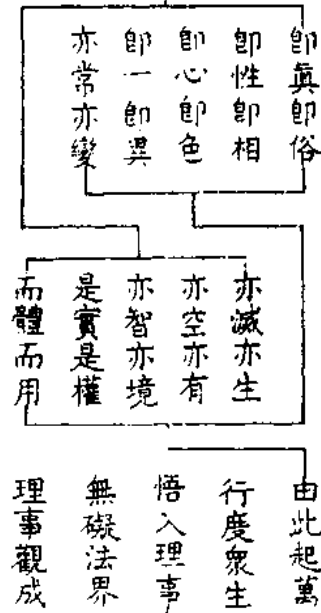 卽眞卽俗
卽性卽相
卽心卽色
卽一卽異
亦常亦變
亦滅亦生
亦空亦有
亦智亦境
是實是權
而體而用
由此起萬
行度衆生
悟入理事
無礙法界
理事觀成